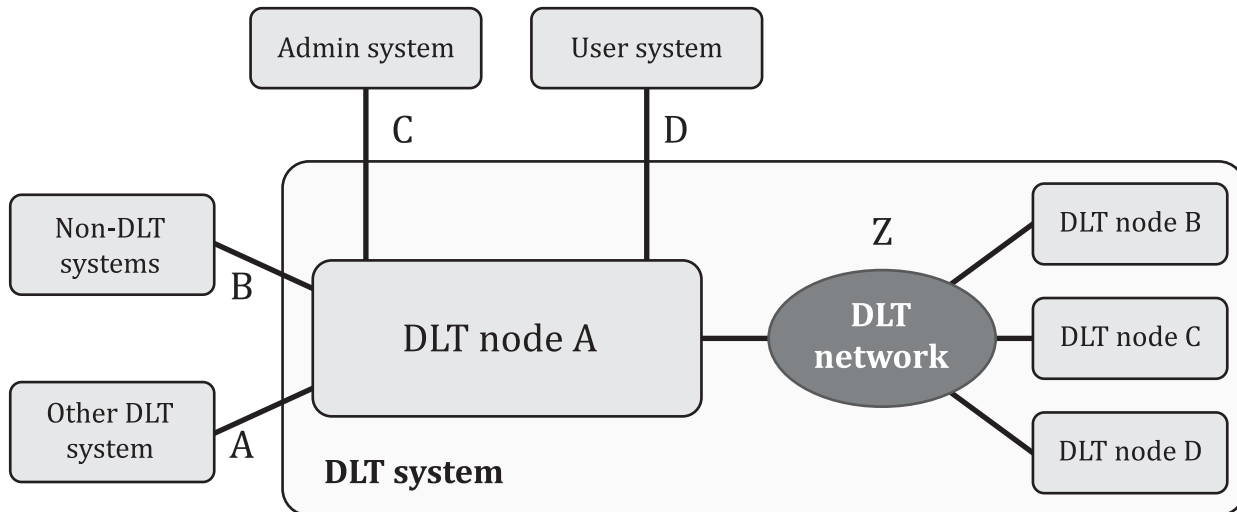 Admin system
User system
C
D
Non-DLT
systems
B
Z
DLT node B
DLT node A
DLT
network
DLT node C
Other DLT
system
A
DLT node D
DLT system